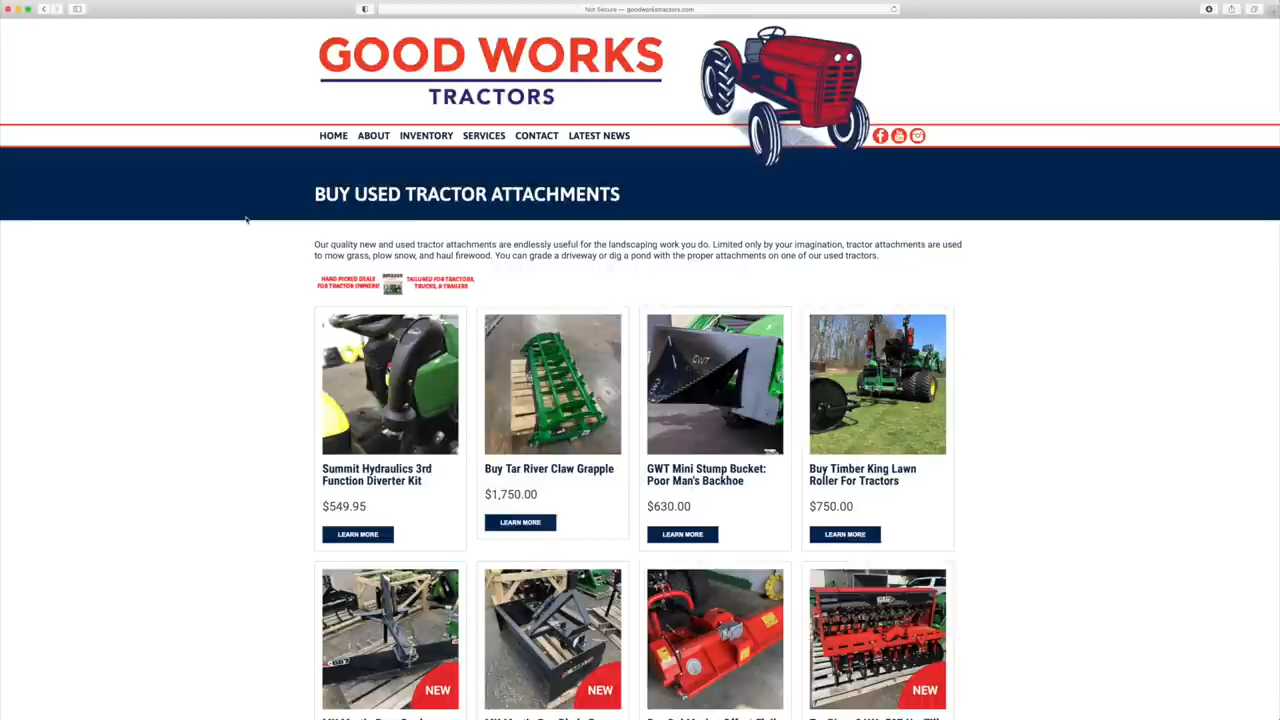 Not Secure — goodworkstractors.com
GOOD WORKS
TRACTORS
HOME ABOUT INVENTORY SERVICES CONTACT LATEST NEWS
BUY USED TRACTOR ATTACHMENTS
Our quality new and used tractor attachments are endlessly useful for the landscaping work you do. Limited only by your imagination, tractor attachments are used
to mow grass, plow snow, and haul firewood. You can grade a driveway or dig a pond with the proper attachments on one of our used tractors.
HAND PICKED DEALS
FOR TRACTOR OWNERS!
amazon
TAILORED FOR TRACTORS,
TRUCKS, & TRAILERS
GWT
Summit Hydraulics 3rd
Function Diverter Kit
$549.95
LEARN MORE
Buy Tar River Claw Grapple
$1,750.00
LEARN MORE
GWT Mini Stump Bucket:
Poor Man's Backhoe
$630.00
LEARN MORE
Buy Timber King Lawn
Roller For Tractors
$750.00
LEARN MORE
NEW
NEW
NEW